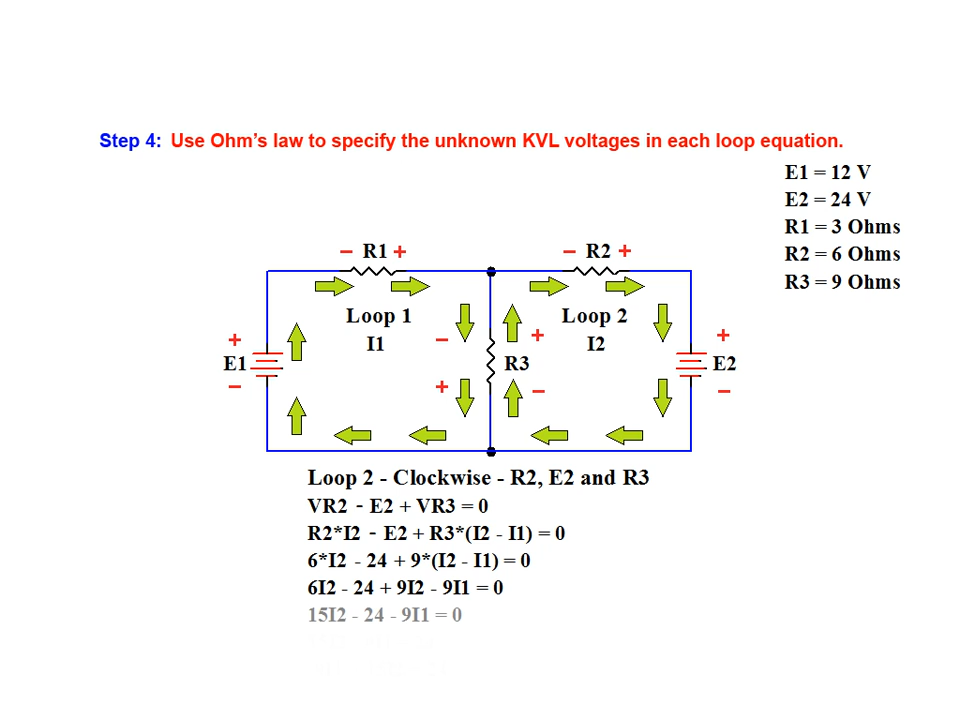 Step 4: Use Ohm's law to specify the unknown KVL voltages in each loop equation.
E1 = 12 V
E2 = 24 V
R1 = 3 Ohms
R2 = 6 Ohms
R3 = 9 Ohms
− R1 +
− R2 +
Loop 1
I1
Loop 2
I2
+
E1
−
−
+
R3
+
−
+
E2
−
Loop 2 - Clockwise - R2, E2 and R3
VR2 - E2 + VR3 = 0
R2*I2 - E2 + R3*(I2 - I1) = 0
6*I2 - 24 + 9*(I2 - I1) = 0
6I2 - 24 + 9I2 - 9I1 = 0
15I2 - 24 - 9I1 = 0